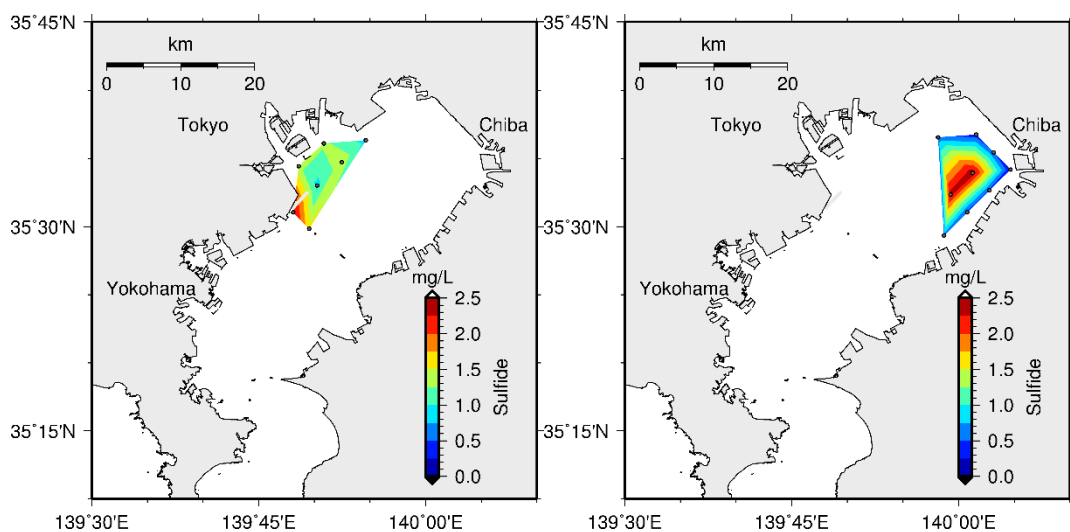 35˚45'N
km
0 10 20
Tokyo
Chiba
35˚30'N
Yokohama
mg/L
2.5
2.0
1.5
1.0
0.5
0.0
Sulfide
35˚15'N
139˚30'E 139˚45'E 140˚00'E
35˚45'N
km
0 10 20
Tokyo
Chiba
35˚30'N
Yokohama
mg/L
2.5
2.0
1.5
1.0
0.5
0.0
Sulfide
35˚15'N
139˚30'E 139˚45'E 140˚00'E